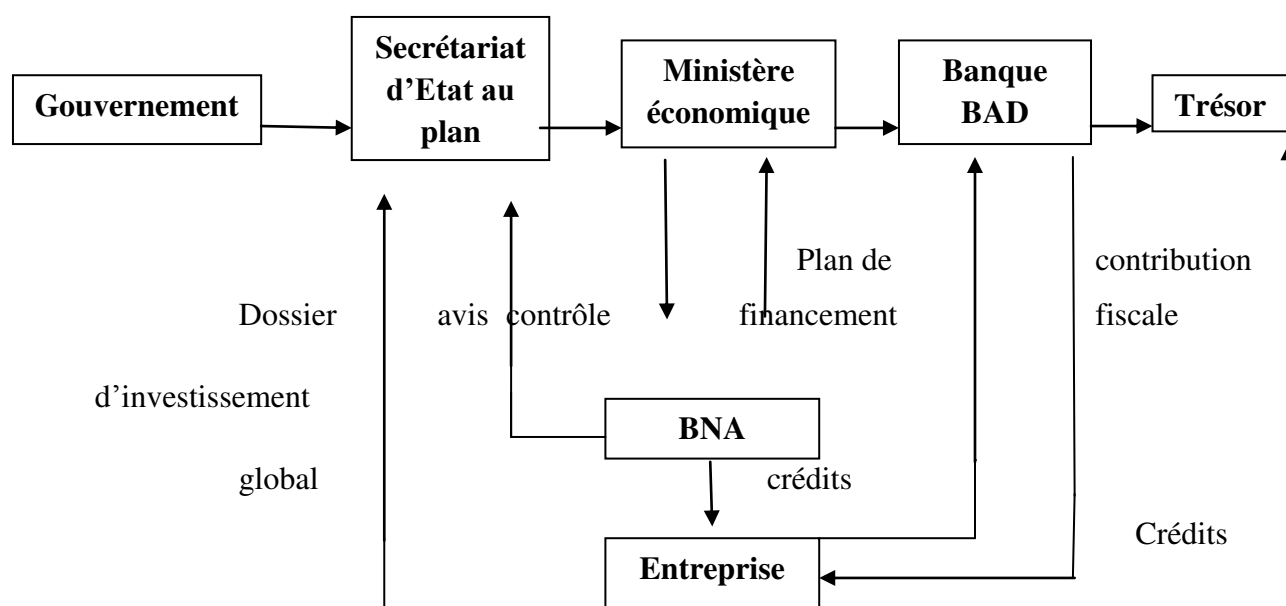 Gouvernement
Secrétariat
d’Etat au
plan
Ministère
économique
Banque
BAD
Trésor
Plan de
contribution
Dossier
avis contrôle
financement
fiscale
d’investissement
BNA
global
crédits
Crédits
Entreprise